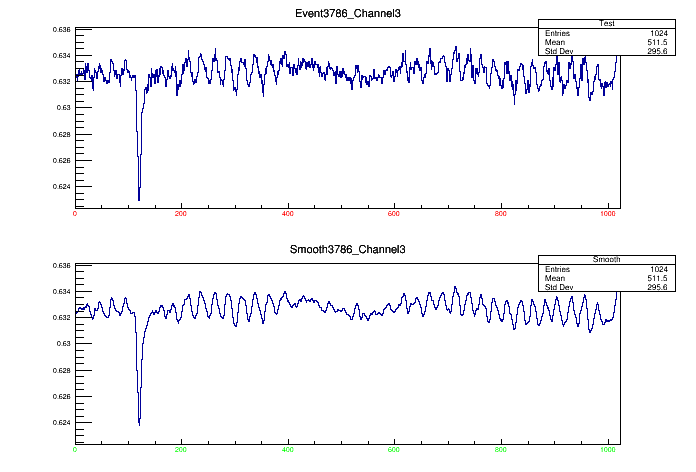 Event3786_Channel3
Test
Entries 1024
Mean 511.5
Std Dev 295.6
0.636
0.634
0.632
0.63
0.628
0.626
0.624
0 200 400 600 800 1000
Smooth3786_Channel3
Smooth
Entries 1024
Mean 511.5
Std Dev 295.6
0.636
0.634
0.632
0.63
0.628
0.626
0.624
0 200 400 600 800 1000